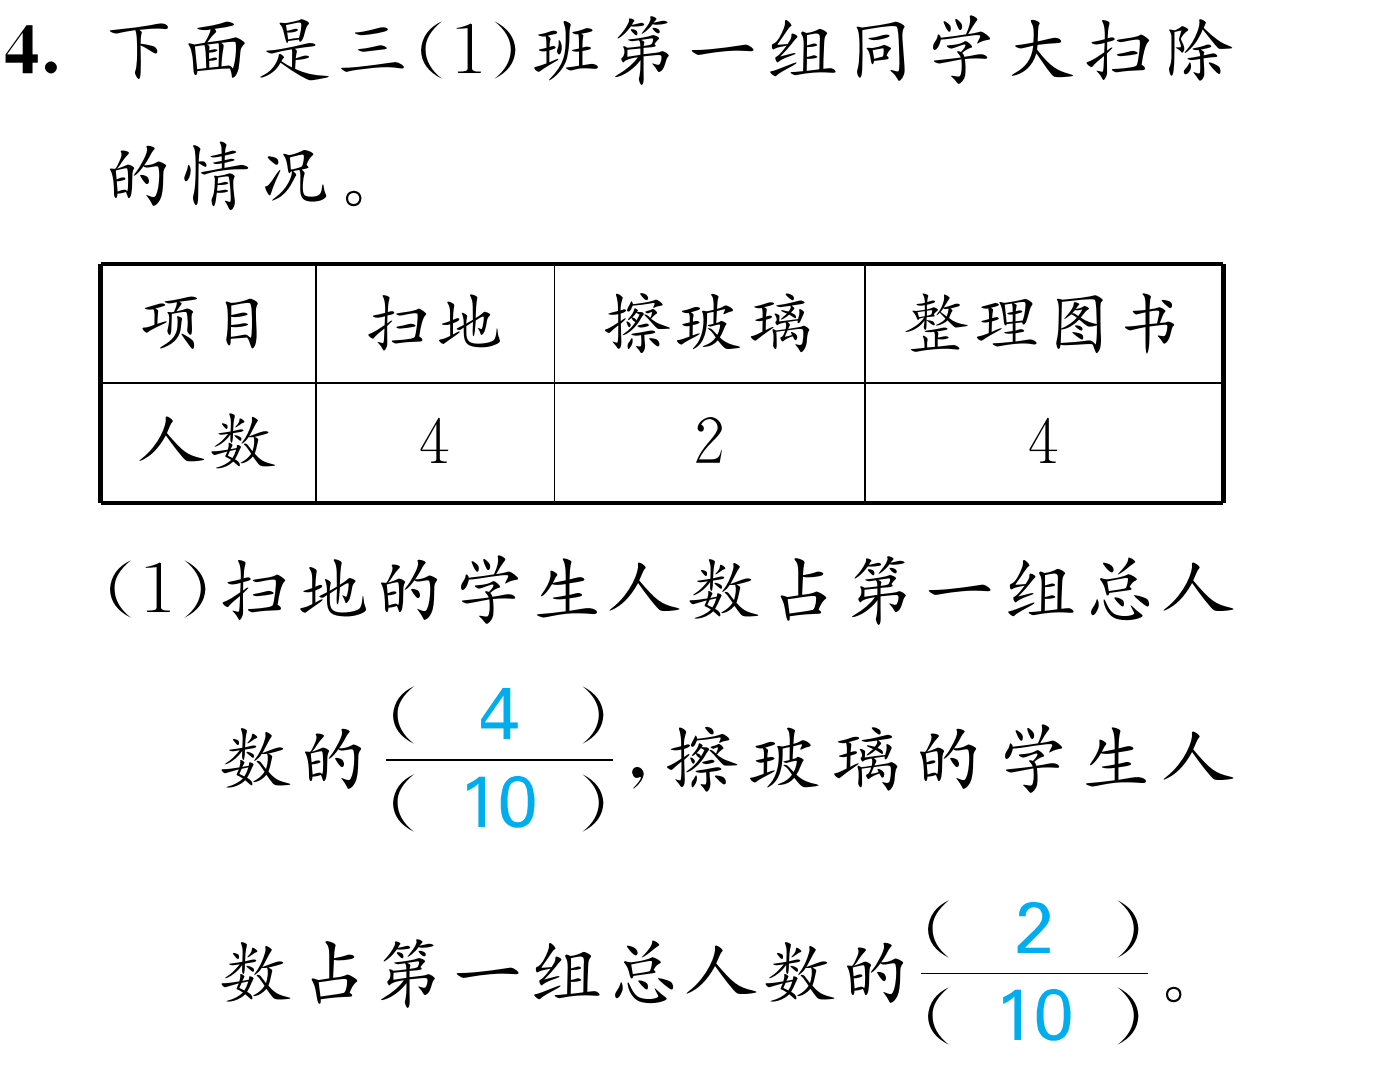 4. 下面是三(1)班第一组同学大扫除
的情况。
项目 扫地 擦玻璃 整理图书
人数 4 2 4
(1)扫地的学生人数占第一组总人
数的( 4 )/( 10 ),擦玻璃的学生人
数占第一组总人数的( 2 )/( 10 )。